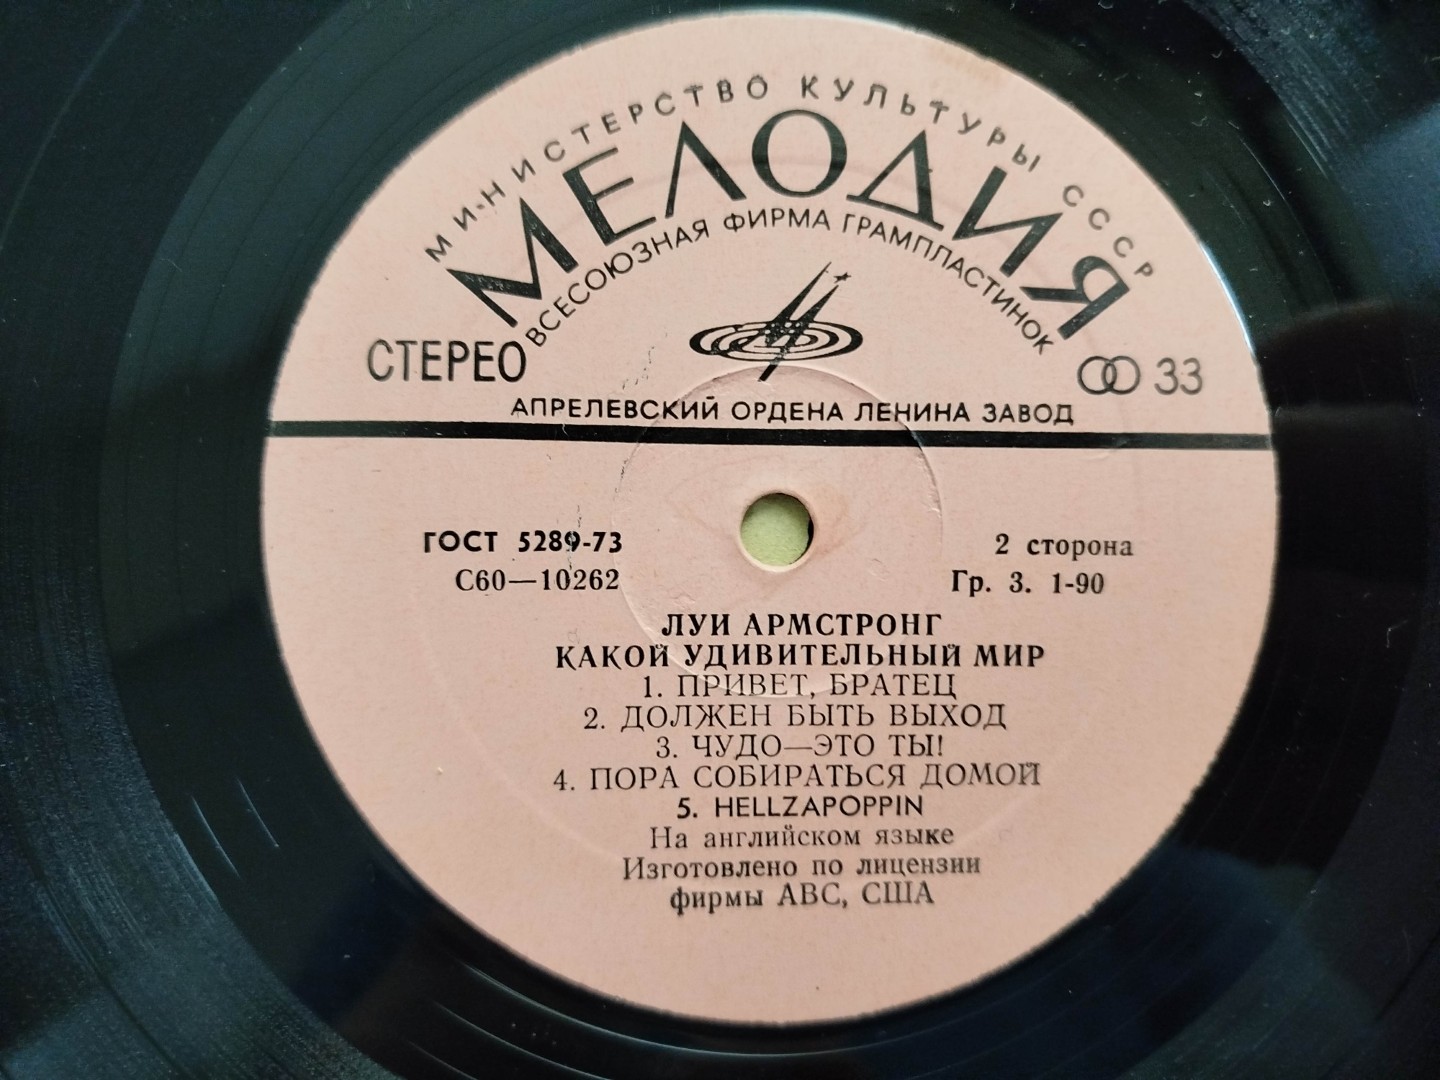 МИНИСТЕРСТВО КУЛЬТУРЫ СССР
МЕЛОДИЯ
ВСЕСОЮЗНАЯ ФИРМА ГРАМПЛАСТИНОК
СТЕРЕО
33
АПРЕЛЕВСКИЙ ОРДЕНА ЛЕНИНА ЗАВОД
ГОСТ 5289-73 2 сторона
С60—10262 Гр. 3. 1-90
ЛУИ АРМСТРОНГ
КАКОЙ УДИВИТЕЛЬНЫЙ МИР
1. ПРИВЕТ, БРАТЕЦ
2. ДОЛЖЕН БЫТЬ ВЫХОД
3. ЧУДО—ЭТО ТЫ!
4. ПОРА СОБИРАТЬСЯ ДОМОЙ
5. HELLZAPOPPIN
На английском языке
Изготовлено по лицензии
фирмы ABC, США